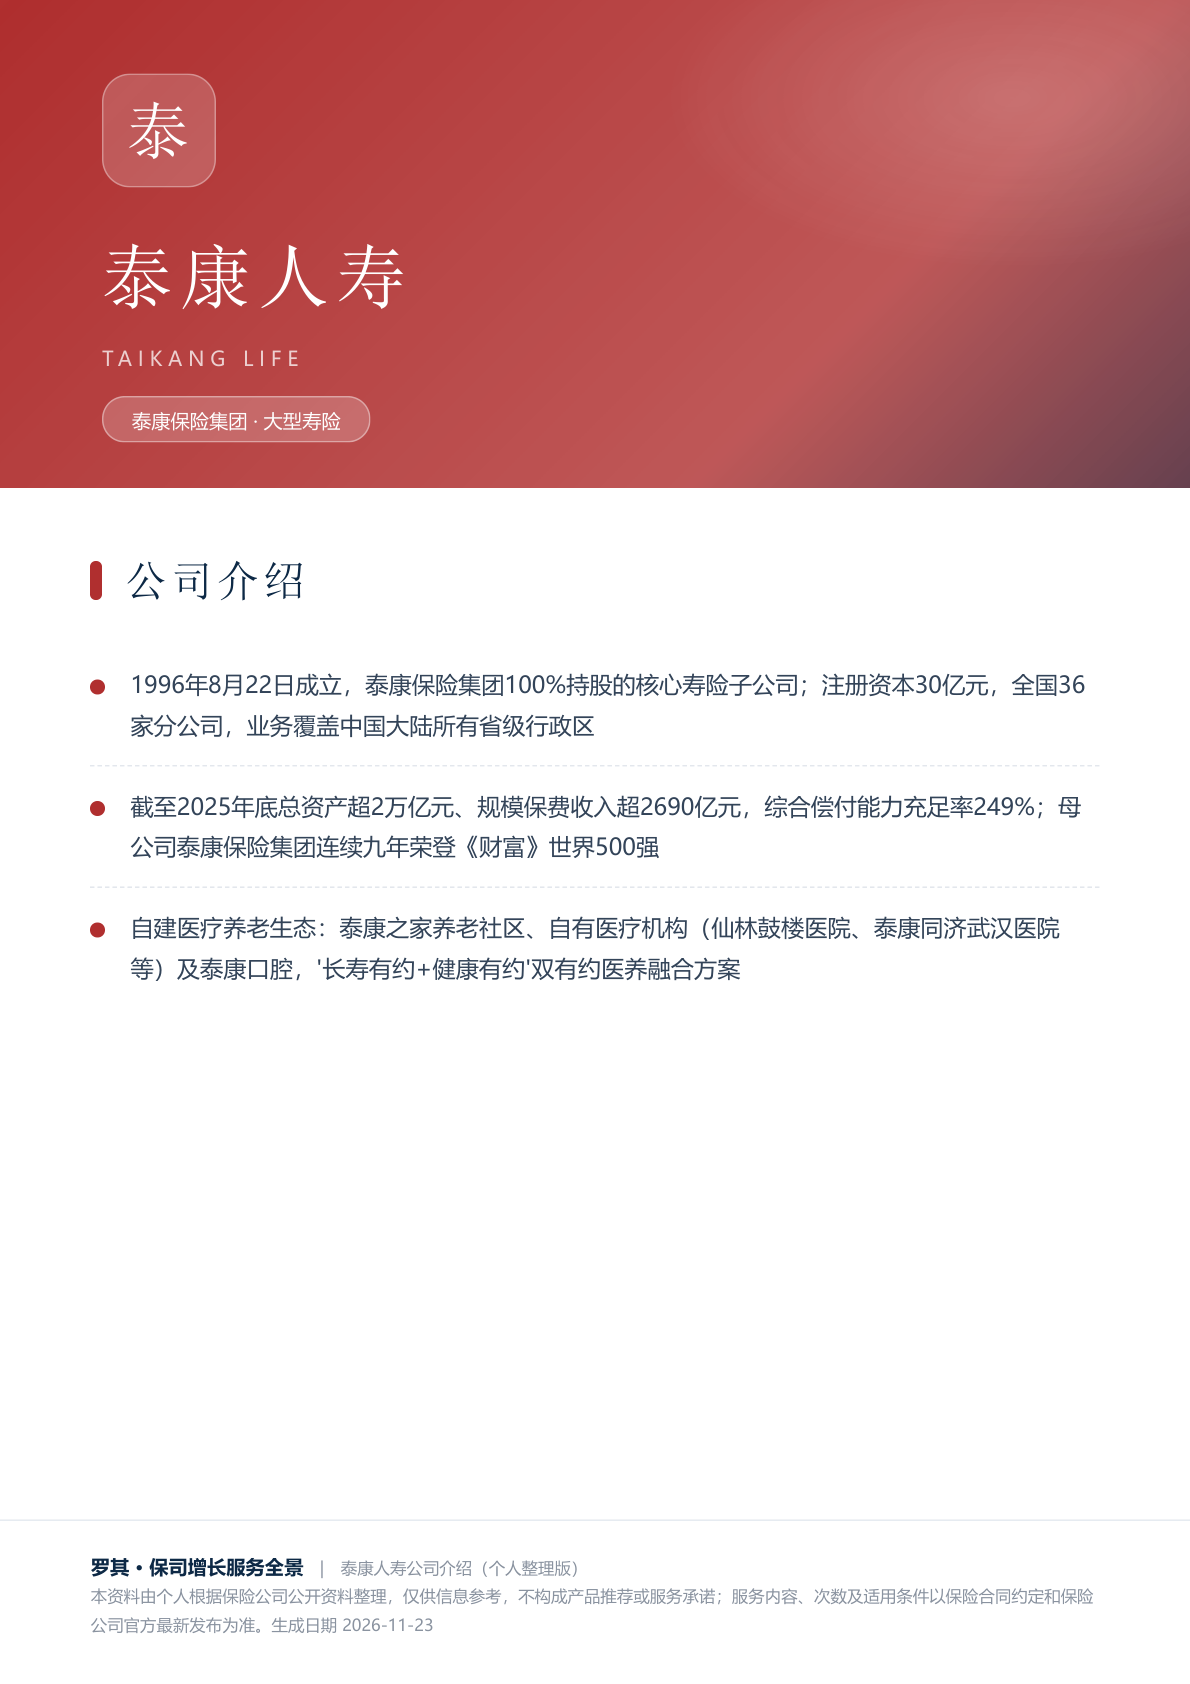 泰
泰康人寿
TAIKANG LIFE
泰康保险集团 · 大型寿险
公司介绍
1996年8月22日成立，泰康保险集团100%持股的核心寿险子公司；注册资本30亿元，全国36
家分公司，业务覆盖中国大陆所有省级行政区
截至2025年底总资产超2万亿元、规模保费收入超2690亿元，综合偿付能力充足率249%；母
公司泰康保险集团连续九年荣登《财富》世界500强
自建医疗养老生态：泰康之家养老社区、自有医疗机构（仙林鼓楼医院、泰康同济武汉医院
等）及泰康口腔，'长寿有约+健康有约'双有约医养融合方案
罗其 · 保司增长服务全景 | 泰康人寿公司介绍（个人整理版）
本资料由个人根据保险公司公开资料整理，仅供信息参考，不构成产品推荐或服务承诺；服务内容、次数及适用条件以保险合同约定和保险
公司官方最新发布为准。生成日期 2026-11-23